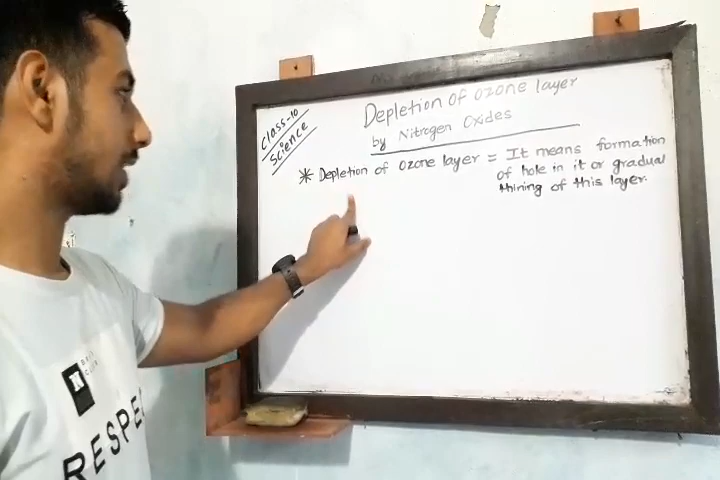 Class-10
Science
Depletion of ozone layer
by Nitrogen Oxides
* Depletion of ozone layer = It means formation
of hole in it or gradual
thining of this layer.
RESPE